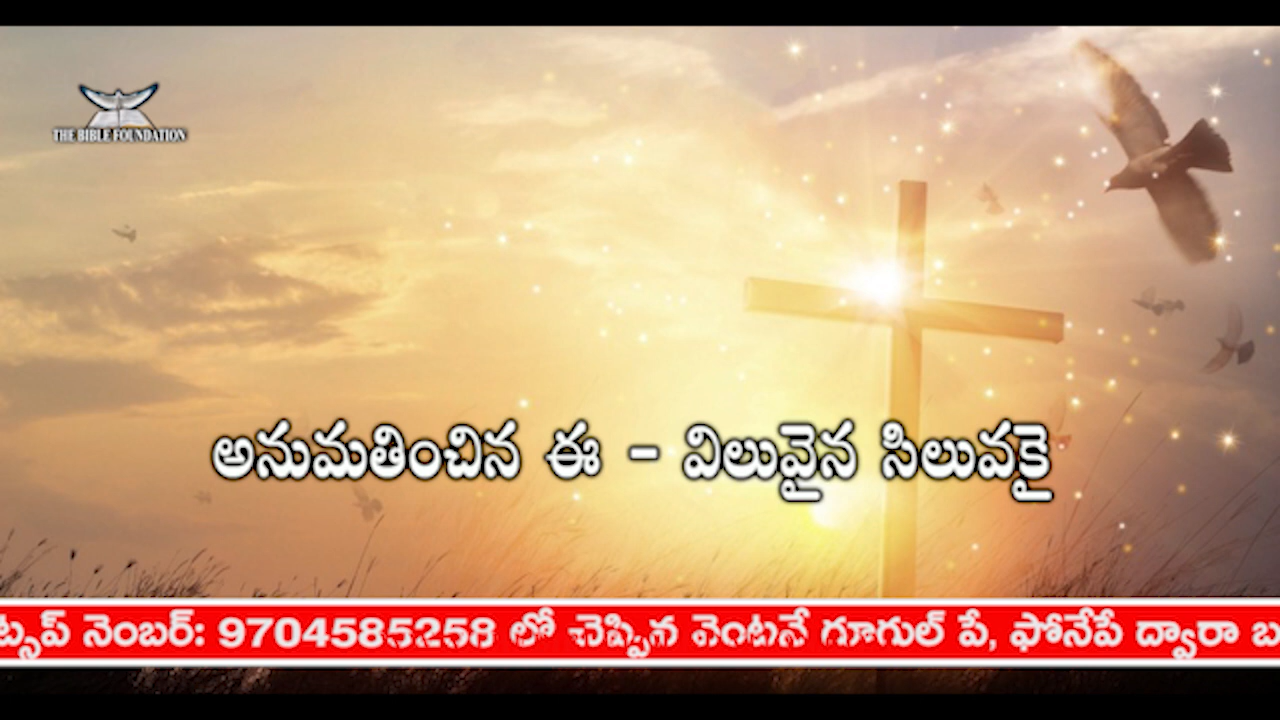 THE BIBLE FOUNDATION
అనుమతించిన ఈ - విలువైన సిలువకై
ట్సప్ నెంబర్: 9704585258 లో చెప్పిన వెంటనే గూగుల్ పే, ఫోనేపే ద్వారా బ